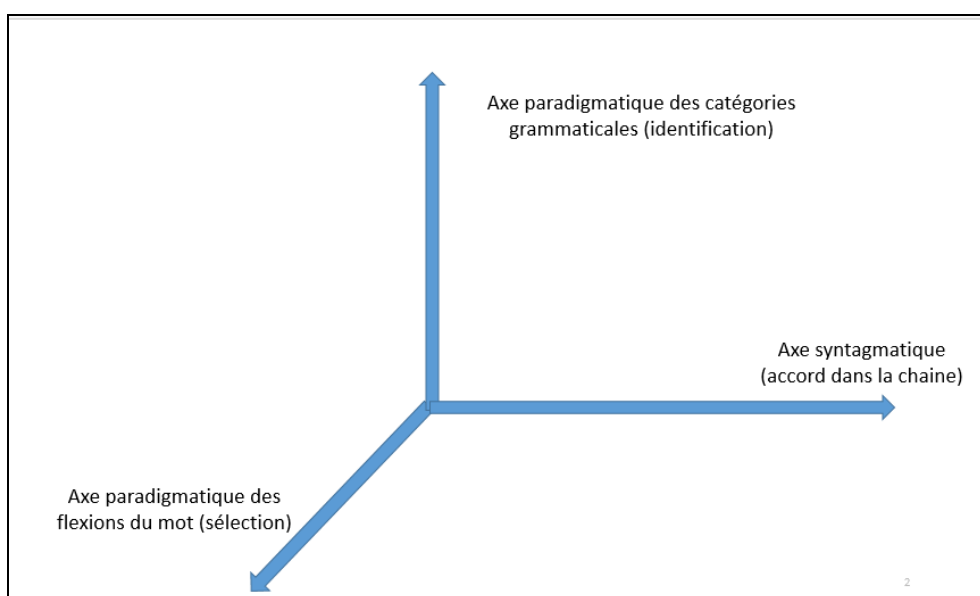 Axe paradigmatique des catégories
grammaticales (identification)
Axe syntagmatique
(accord dans la chaine)
Axe paradigmatique des
flexions du mot (sélection)
2